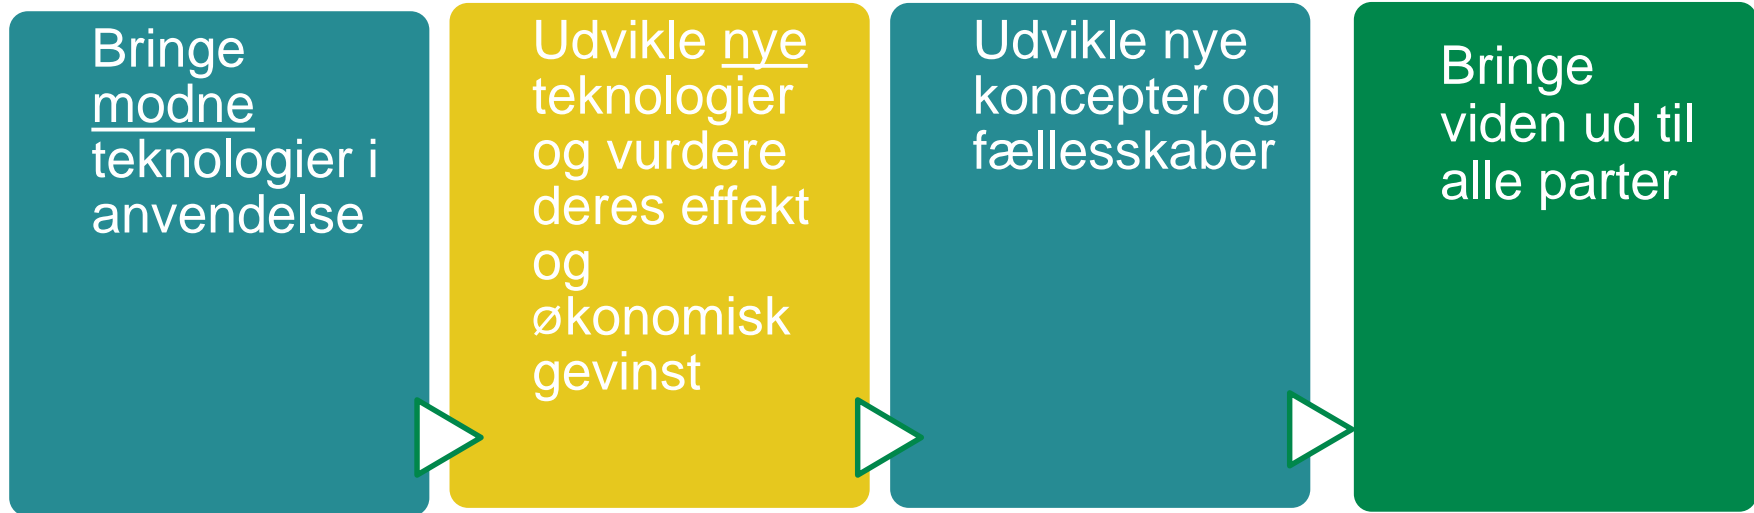 Bringe
modne
teknologier i
anvendelse
Udvikle nye
teknologier
og vurdere
deres effekt
og
økonomisk
gevinst
Udvikle nye
koncepter og
fællesskaber
Bringe
viden ud til
alle parter